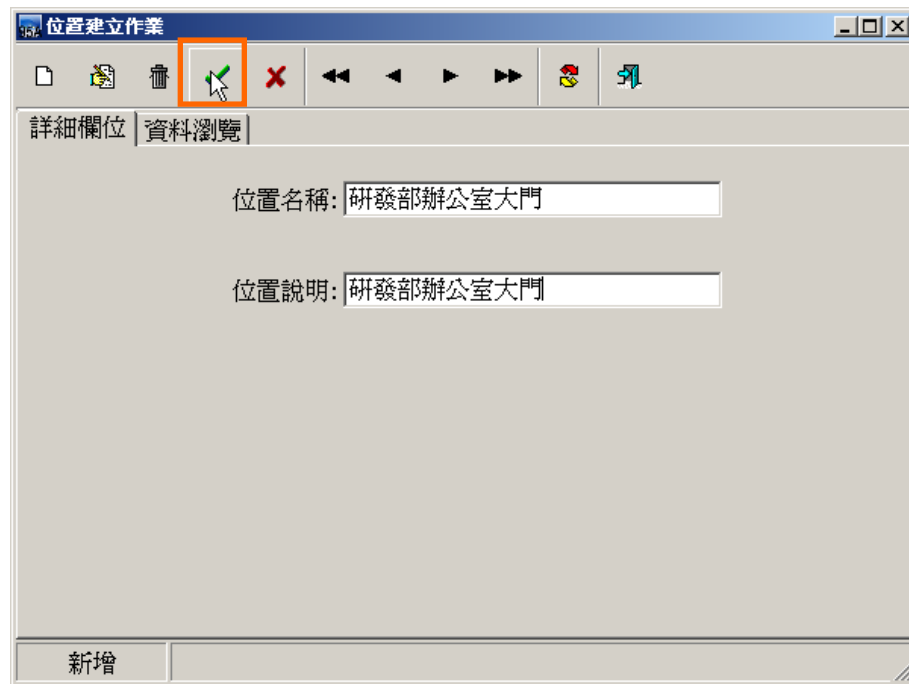 位置建立作業
詳細欄位 資料瀏覽
位置名稱: 研發部辦公室大門
位置說明: 研發部辦公室大門
新增